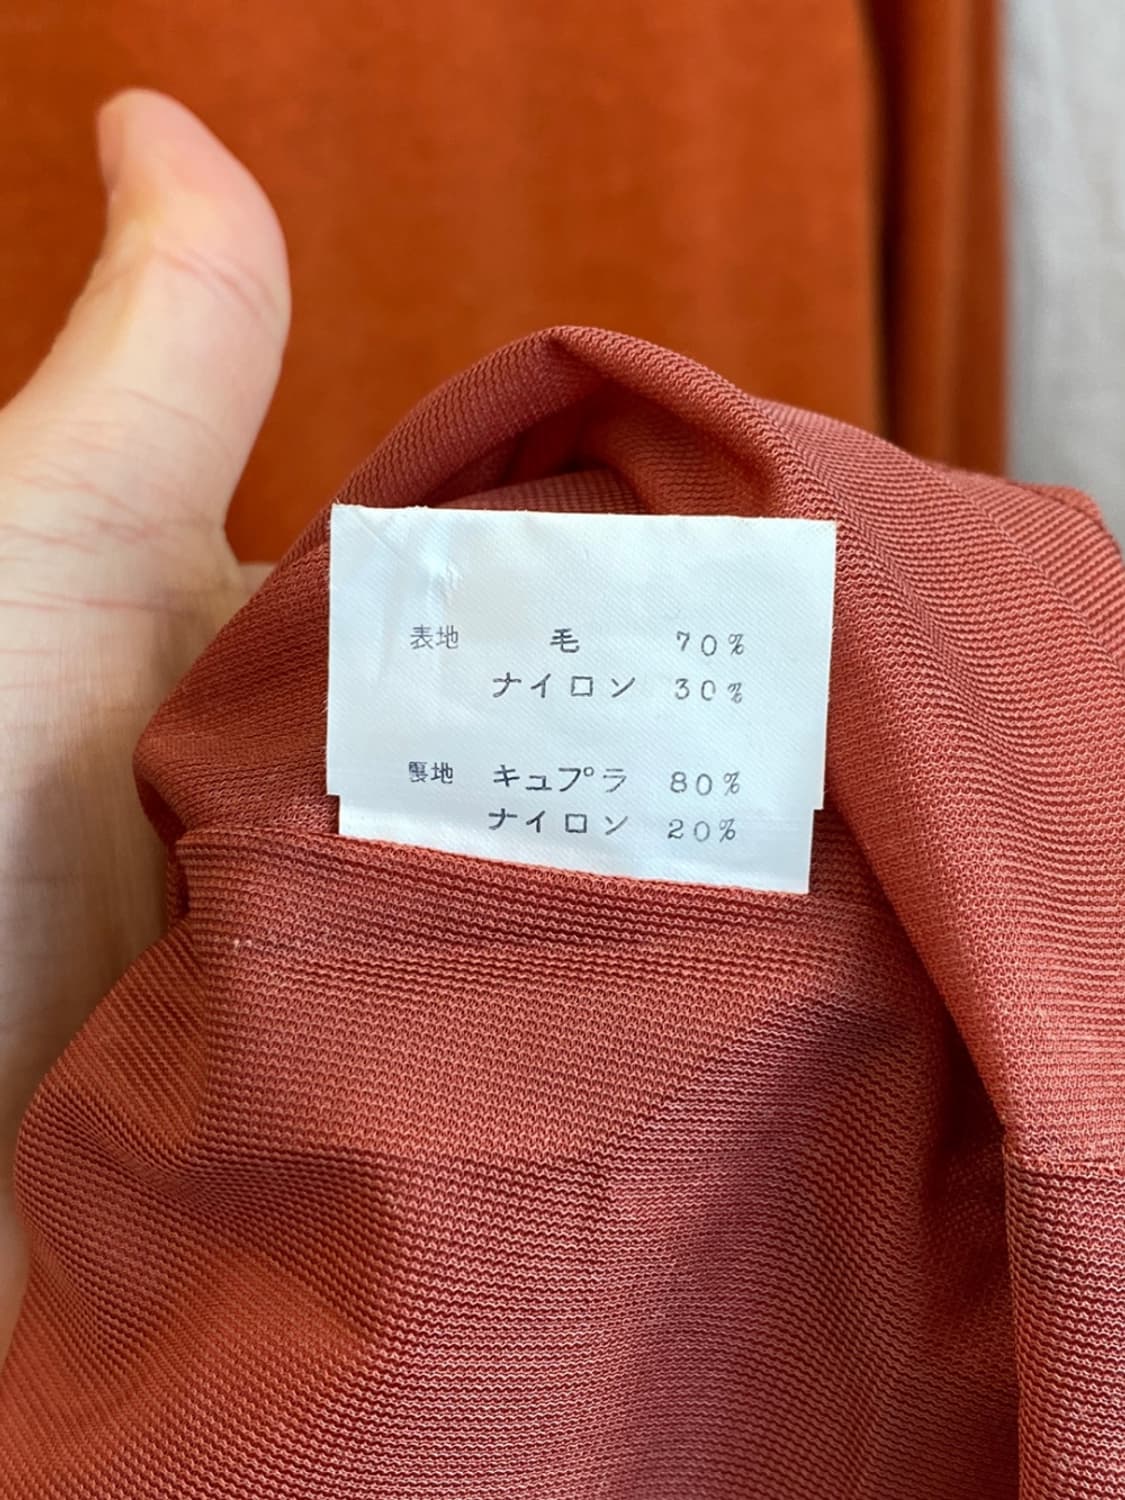 表地 毛 70%
ナイロン 30%
裏地 キュプラ 80%
ナイロン 20%